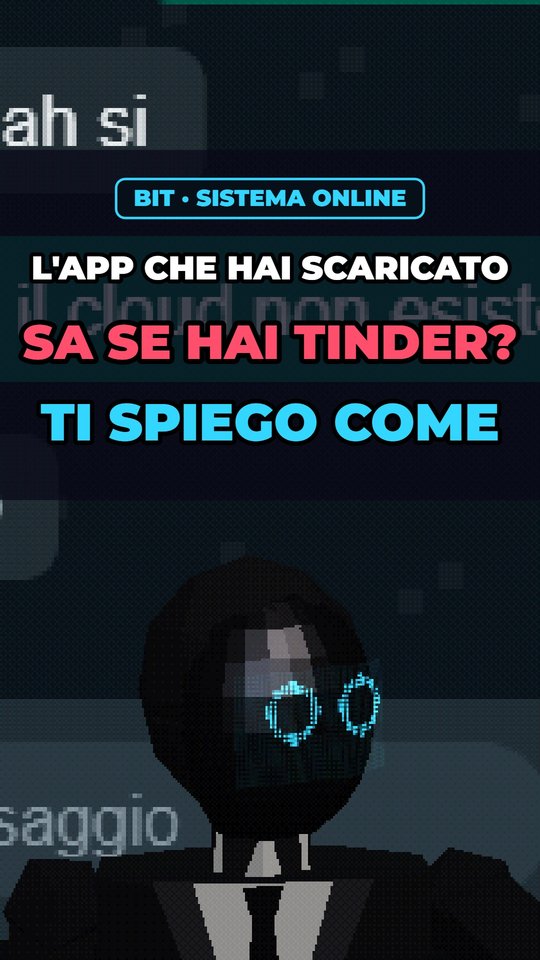 ah si
BIT • SISTEMA ONLINE
L'APP CHE HAI SCARICATO
il cloud non esist
SA SE HAI TINDER?
TI SPIEGO COME
saggio